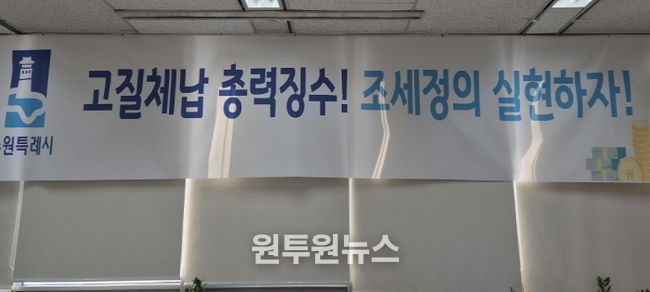 고질체납 총력징수! 조세정의 실현하자!
원특례시
원투원뉴스